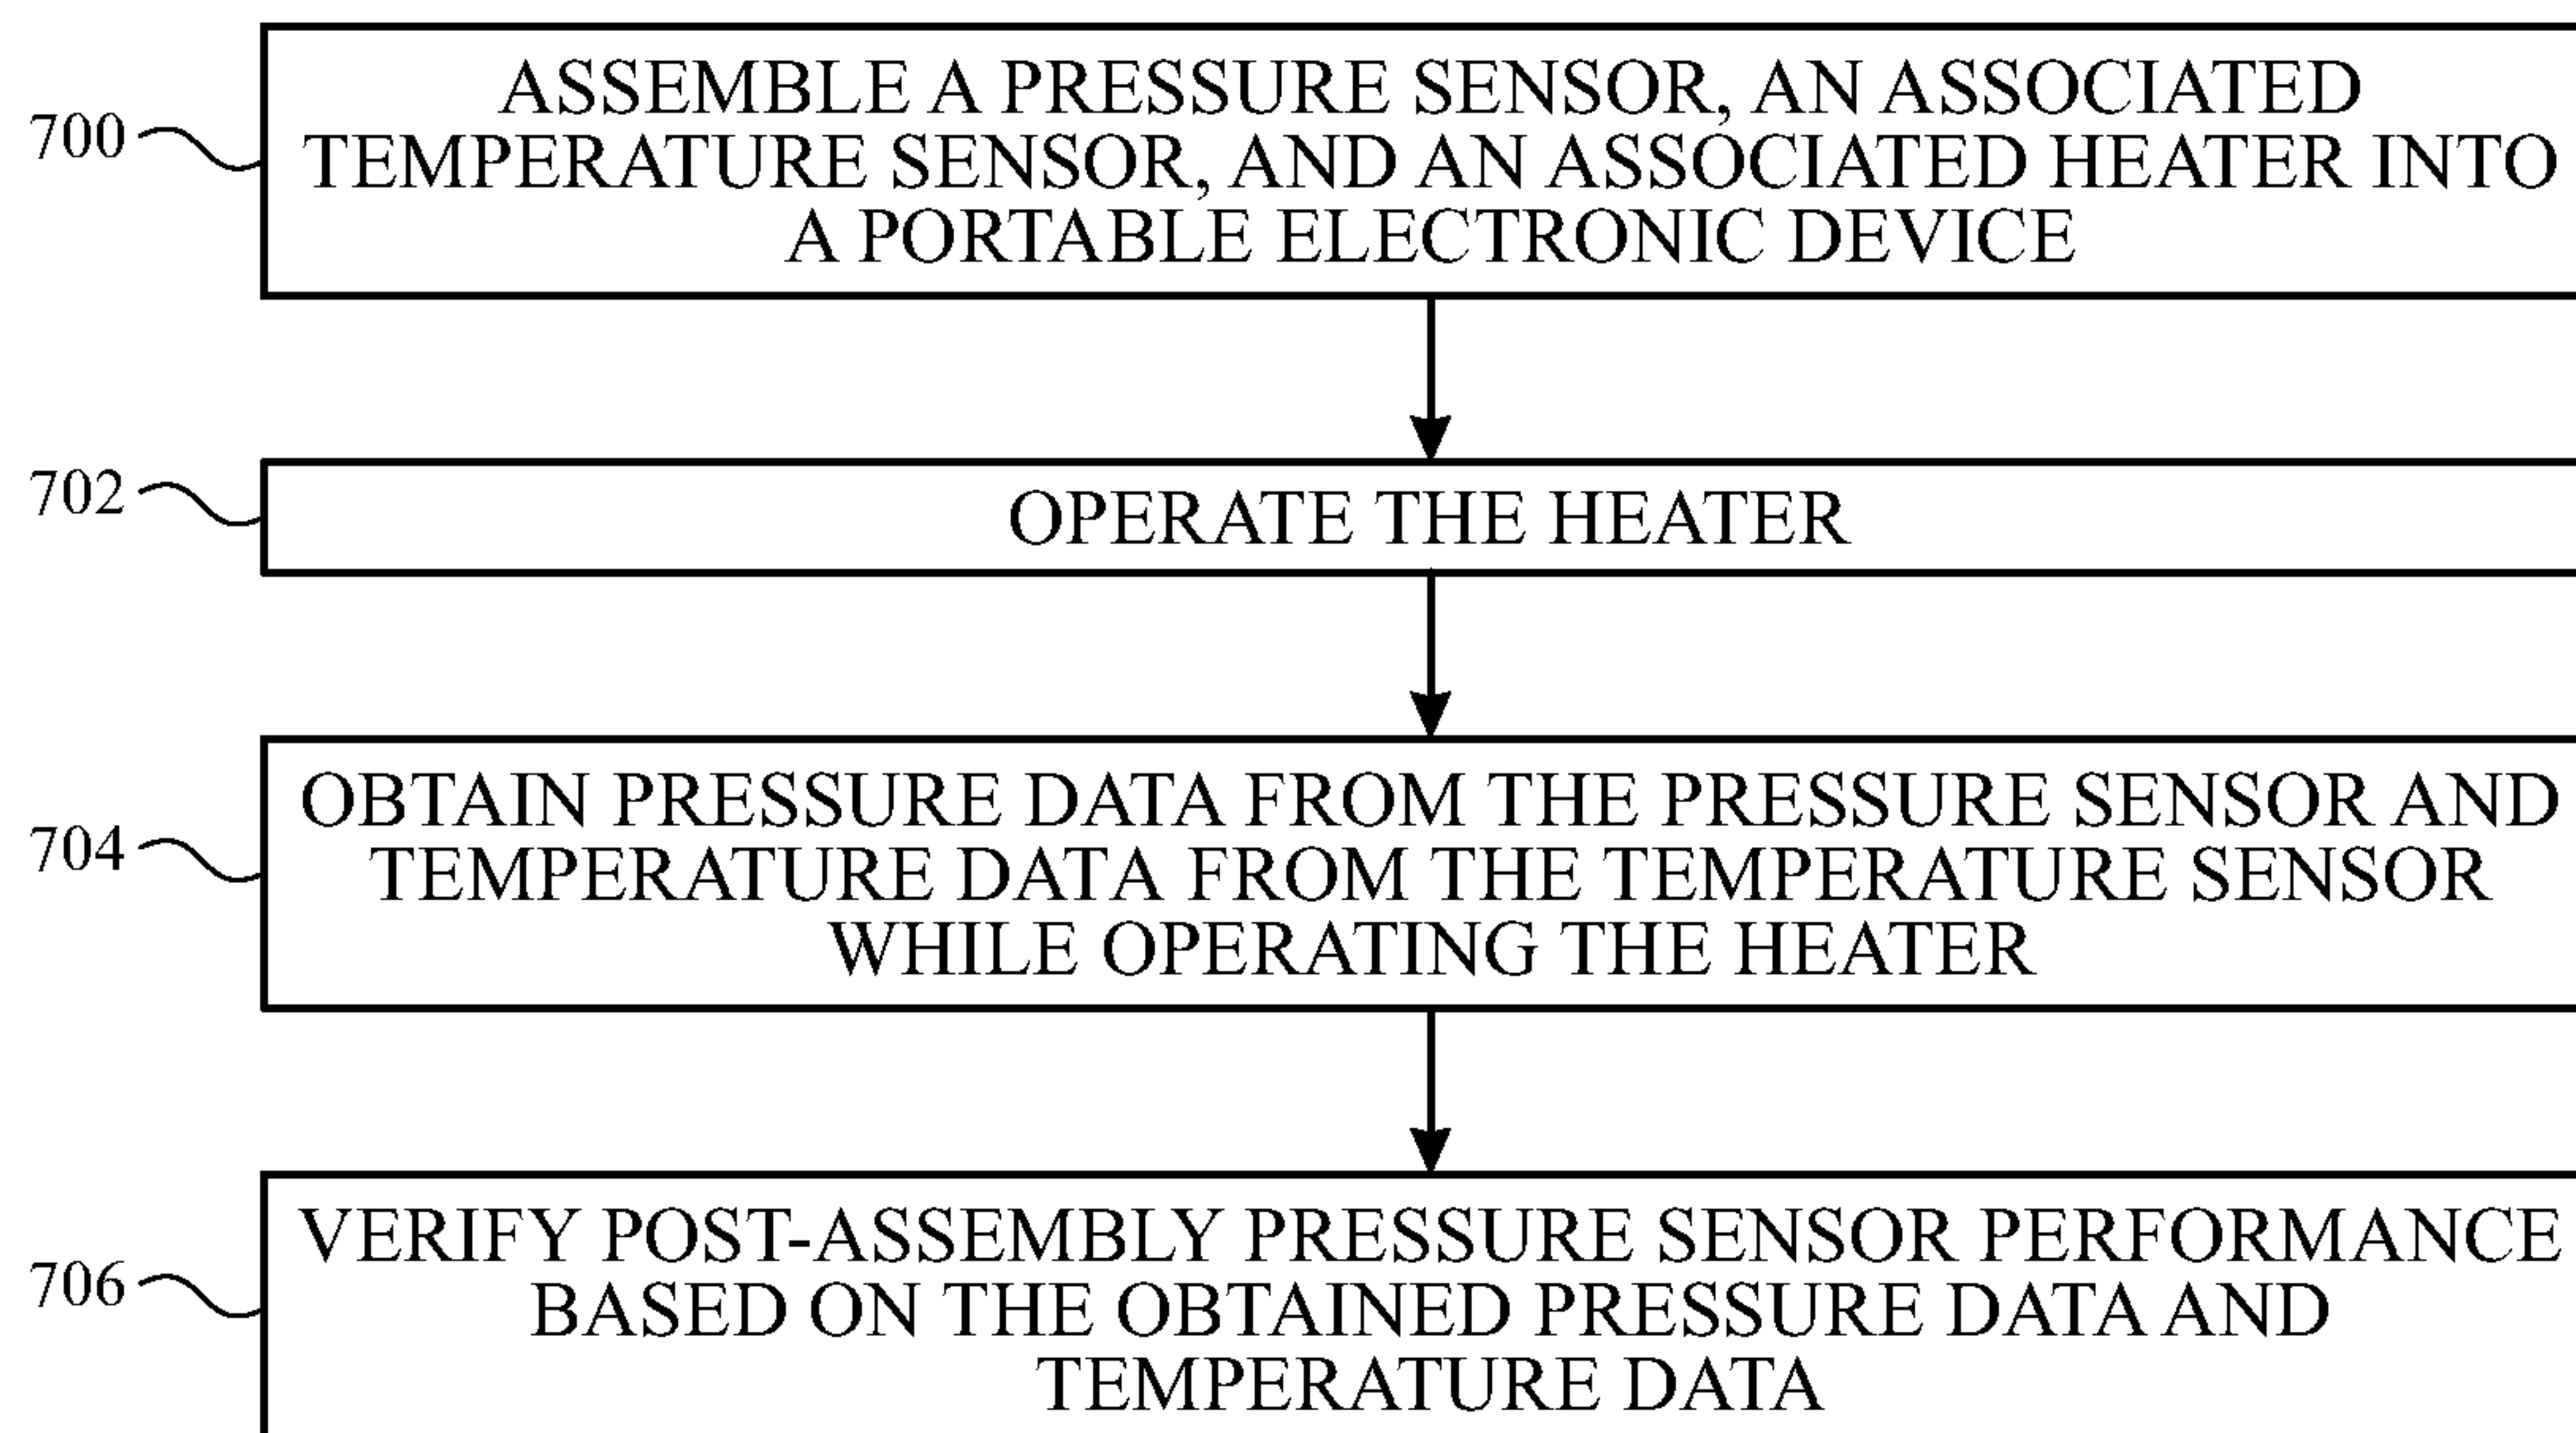 700
ASSEMBLE A PRESSURE SENSOR, AN ASSOCIATED
TEMPERATURE SENSOR, AND AN ASSOCIATED HEATER INTO
A PORTABLE ELECTRONIC DEVICE
702
OPERATE THE HEATER
704
OBTAIN PRESSURE DATA FROM THE PRESSURE SENSOR AND
TEMPERATURE DATA FROM THE TEMPERATURE SENSOR
WHILE OPERATING THE HEATER
706
VERIFY POST-ASSEMBLY PRESSURE SENSOR PERFORMANCE
BASED ON THE OBTAINED PRESSURE DATA AND
TEMPERATURE DATA